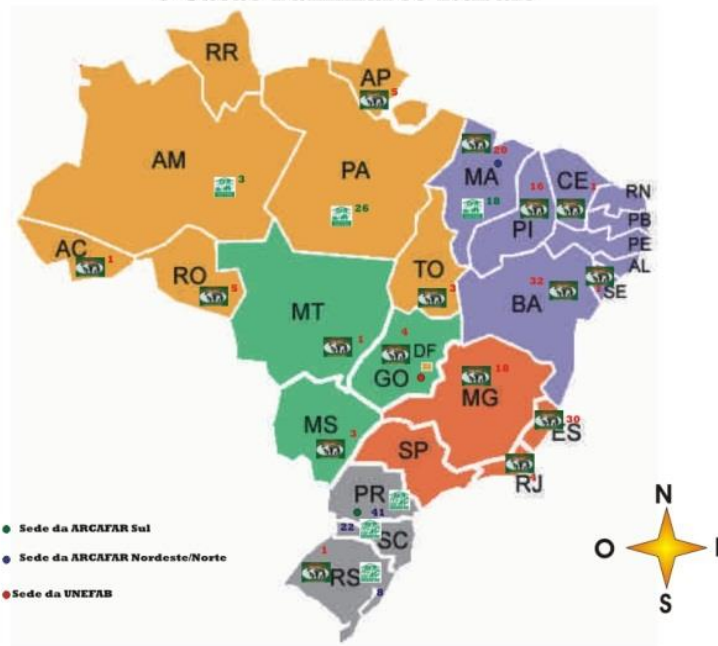 RR
AP
5
AM
3
PA
26
MA
20
18
CE
1
16
PI
RN
PB
PE
AL
SE
AC
1
RO
5
TO
3
BA
32
MT
1
4
DF
GO
MG
18
MS
3
SP
ES
30
RJ
PR
41
22
SC
1
RS
8
Sede da ARCAFAR Sul
Sede da ARCAFAR Nordeste/Norte
Sede da UNEFAB
N
O
S